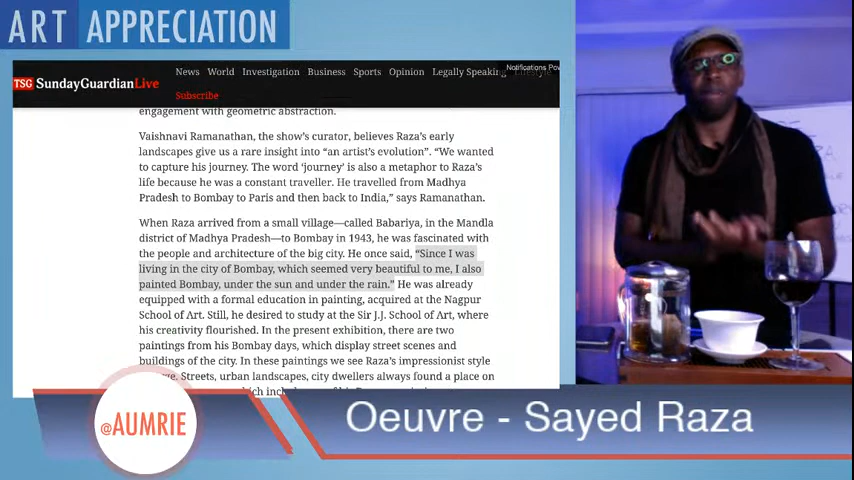 ART APPRECIATION
TSG SundayGuardianLive
News World Investigation Business Sports Opinion Legally Speaking Lifestyle
Notifications Pow
Subscribe
engagement with geometric abstraction.
Vaishnavi Ramanathan, the show's curator, believes Raza's early
landscapes give us a rare insight into “an artist's evolution”. “We wanted
to capture his journey. The word ‘journey’ is also a metaphor to Raza's
life because he was a constant traveller. He travelled from Madhya
Pradesh to Bombay to Paris and then back to India,” says Ramanathan.
When Raza arrived from a small village—called Babariya, in the Mandla
district of Madhya Pradesh—to Bombay in 1943, he was fascinated with
the people and architecture of the big city. He once said, “Since I was
living in the city of Bombay, which seemed very beautiful to me, I also
painted Bombay, under the sun and under the rain.” He was already
equipped with a formal education in painting, acquired at the Nagpur
School of Art. Still, he desired to study at the Sir J.J. School of Art, where
his creativity flourished. In the present exhibition, there are two
paintings from his Bombay days, which display street scenes and
buildings of the city. In these paintings we see Raza's impressionist style
Streets, urban landscapes, city dwellers always found a place on
@AUMRIE
Oeuvre - Sayed Raza